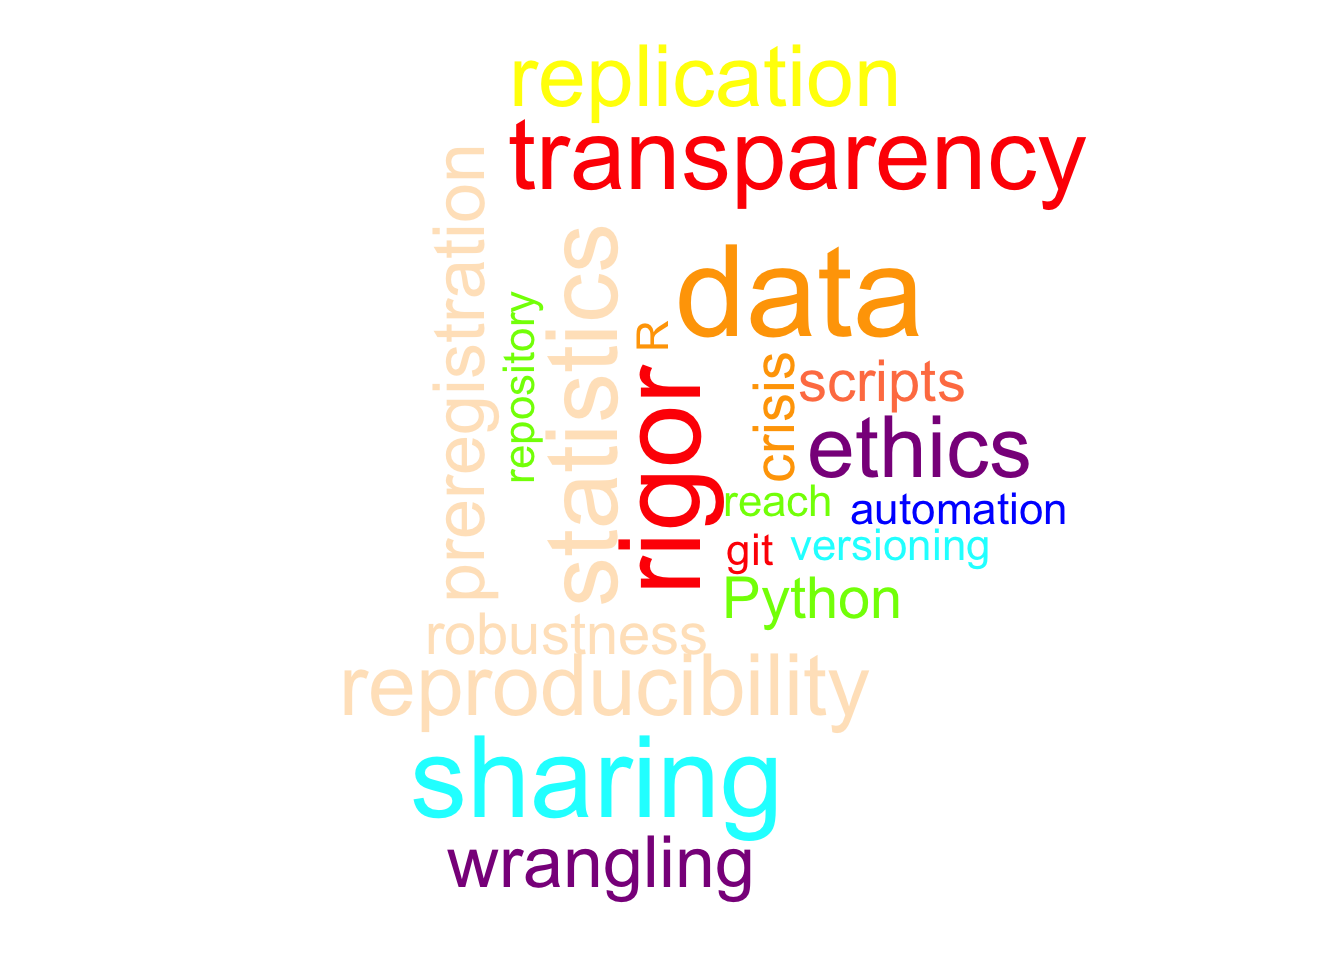 replication
transparency
preregistration
repository
statistics
R
data
rigor
crisis
scripts
ethics
reach
automation
git
versioning
Python
robustness
reproducibility
sharing
wrangling